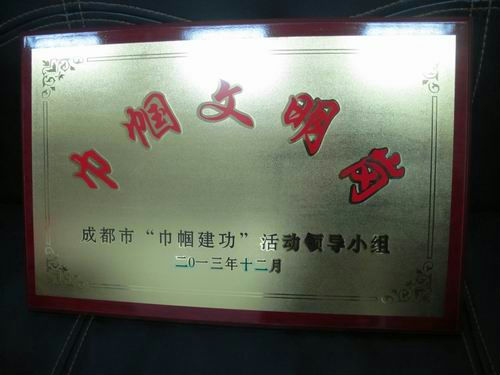 巾帼文明岗
成都市“巾帼建功”活动领导小组
二0一三年十二月